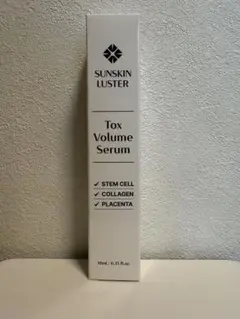 SUNSKIN
LUSTER
Tox
Volume
Serum
✓ STEM CELL
✓ COLLAGEN
✓ PLACENTA